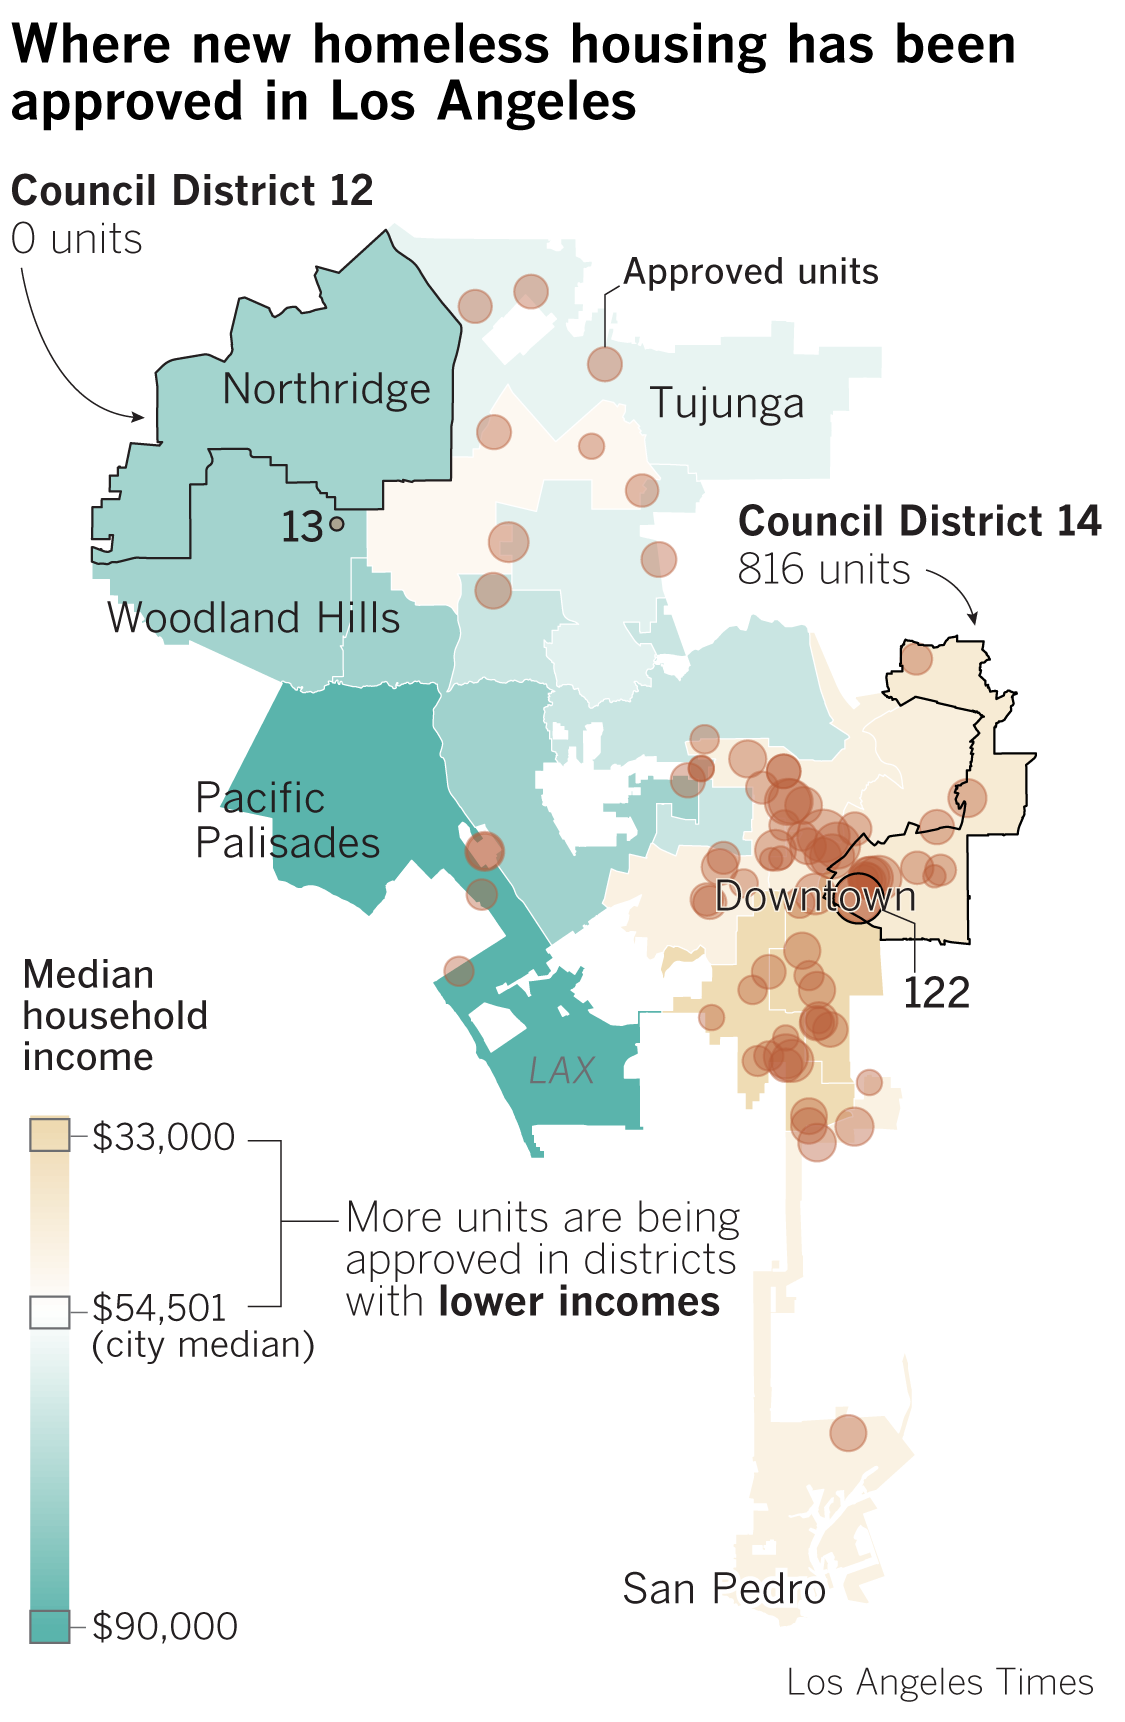 Where new homeless housing has been
approved in Los Angeles
Council District 12
0 units
Approved units
Northridge
Tujunga
13
Council District 14
816 units
Woodland Hills
Pacific
Palisades
Downtown
122
LAX
Median
household
income
$33,000
More units are being
approved in districts
with lower incomes
$54,501
(city median)
$90,000
San Pedro
Los Angeles Times